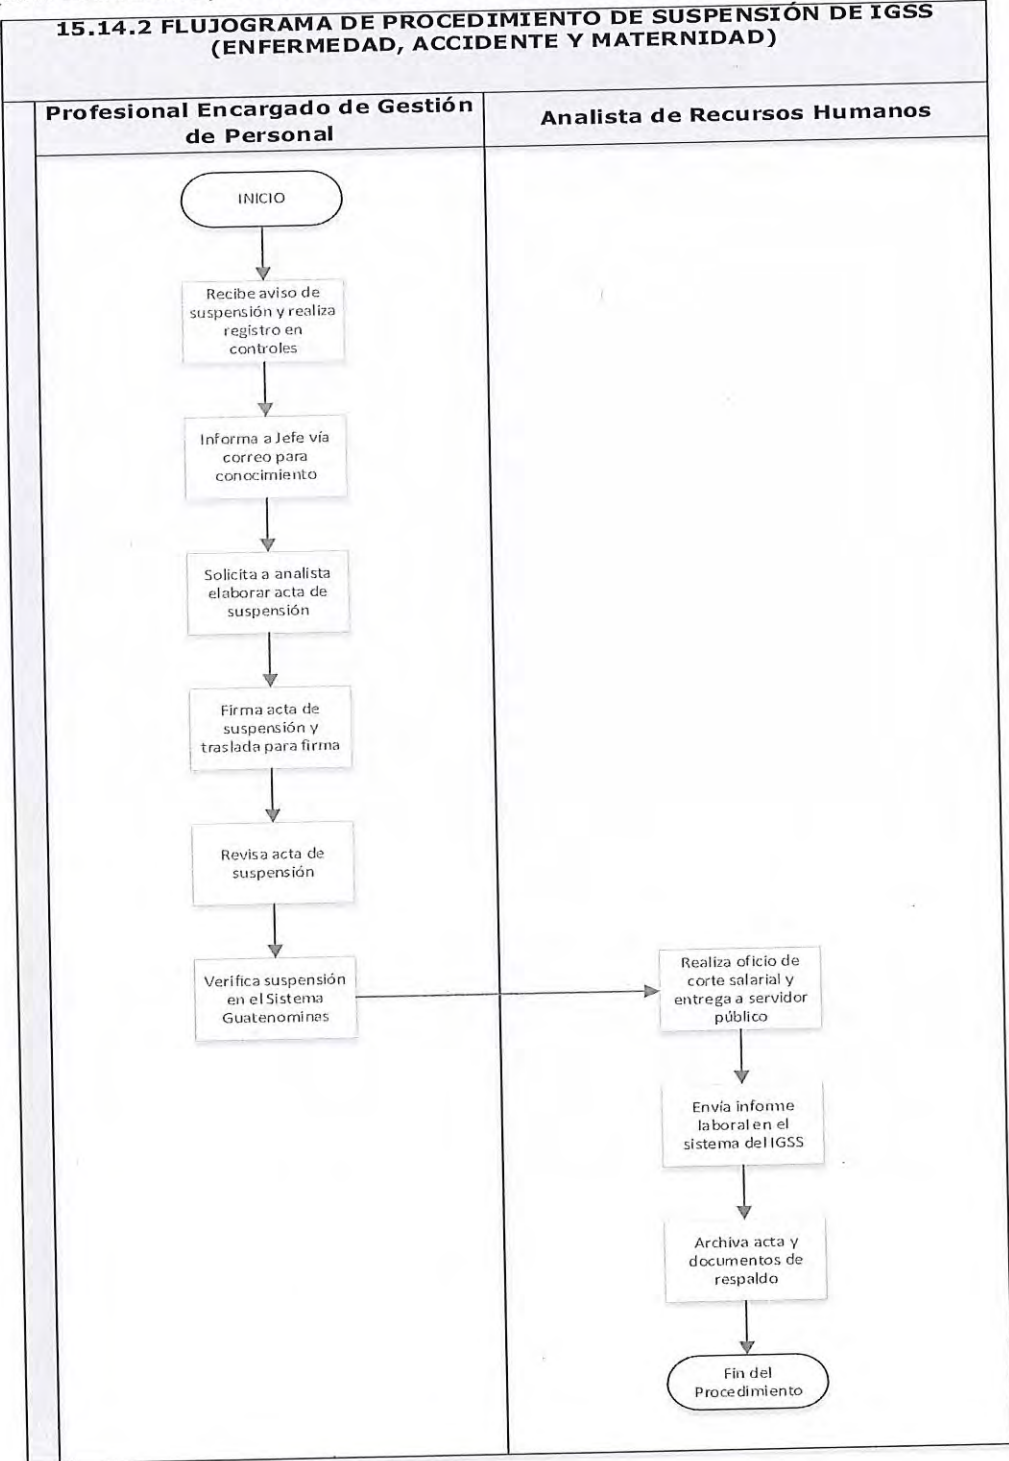 15.14.2 FLUJOGRAMA DE PROCEDIMIENTO DE SUSPENSIÓN DE IGSS
(ENFERMEDAD, ACCIDENTE Y MATERNIDAD)
Profesional Encargado de Gestión
de Personal
Analista de Recursos Humanos
INICIO
Recibe aviso de
suspensión y realiza
registro en
controles
Informa a Jefe vía
correo para
conocimiento
Solicita a analista
elaborar acta de
suspensión
Firma acta de
suspensión y
traslada para firma
Revisa acta de
suspensión
Verifica suspensión
en el Sistema
Guatenominas
Realiza oficio de
corte salarial y
entrega a servidor
público
Envía informe
laboral en el
sistema del IGSS
Archiva acta y
documentos de
respaldo
Fin del
Procedimiento